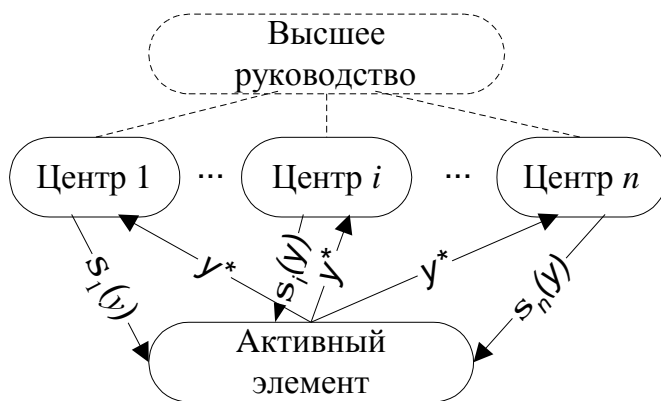 Высшее
руководство
Центр 1 ... Центр i ... Центр n
s₁(y) y* sᵢ(y) y* y* sₙ(y)
Активный
элемент